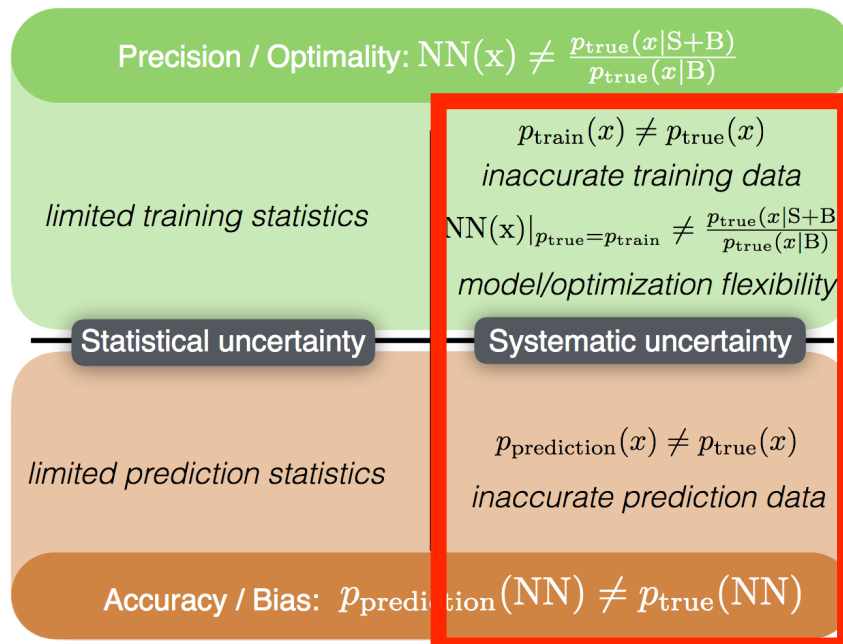 Precision / Optimality: NN(x) ≠ p_true(x|S+B) / p_true(x|B)
p_train(x) ≠ p_true(x)
inaccurate training data
limited training statistics
NN(x)|p_true=p_train ≠ p_true(x|S+B / p_true(x|B)
model/optimization flexibility
Statistical uncertainty Systematic uncertainty
p_prediction(x) ≠ p_true(x)
limited prediction statistics
inaccurate prediction data
Accuracy / Bias: p_prediction(NN) ≠ p_true(NN)